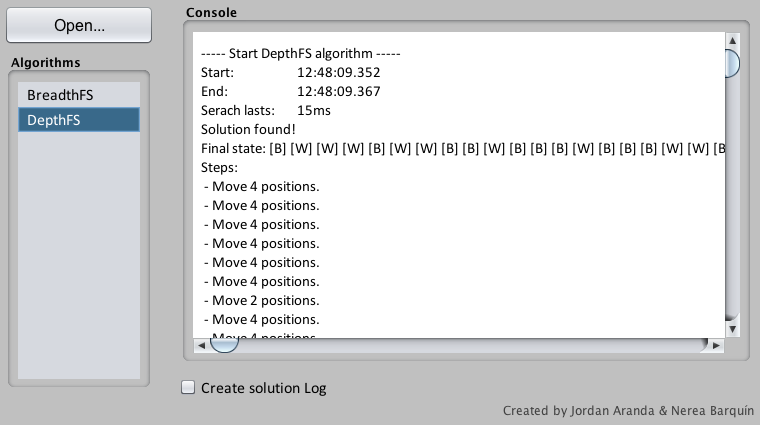 Open...
Algorithms
BreadthFS
DepthFS
Console
----- Start DepthFS algorithm -----
Start: 12:48:09.352
End: 12:48:09.367
Serach lasts: 15ms
Solution found!
Final state: [B] [W] [W] [W] [B] [W] [W] [B] [B] [W] [B] [B] [B] [W] [B] [B] [B] [W] [W] [B
Steps:
- Move 4 positions.
- Move 4 positions.
- Move 4 positions.
- Move 4 positions.
- Move 4 positions.
- Move 4 positions.
- Move 2 positions.
- Move 4 positions.
- Move 4 positions.
Create solution Log
Created by Jordan Aranda & Nerea Barquín